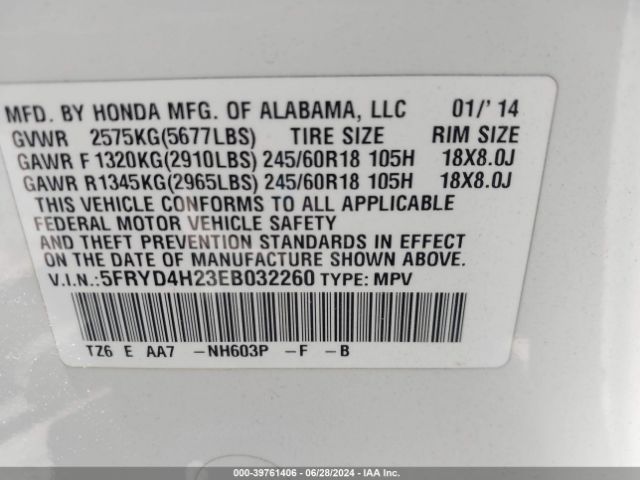 MFD. BY HONDA MFG. OF ALABAMA, LLC 01/'14
GVWR 2575KG(5677LBS) TIRE SIZE RIM SIZE
GAWR F 1320KG(2910LBS) 245/60R18 105H 18X8.0J
GAWR R1345KG(2965LBS) 245/60R18 105H 18X8.0J
THIS VEHICLE CONFORMS TO ALL APPLICABLE
FEDERAL MOTOR VEHICLE SAFETY
AND THEFT PREVENTION STANDARDS IN EFFECT
ON THE DATE OF MANUFACTURE SHOWN ABOVE.
V.I.N.:5FRYD4H23EB032260 TYPE: MPV
TZ6 E AA7 -NH603P -F -B
000-39761406 * 06/28/2024 * IAAI.COM